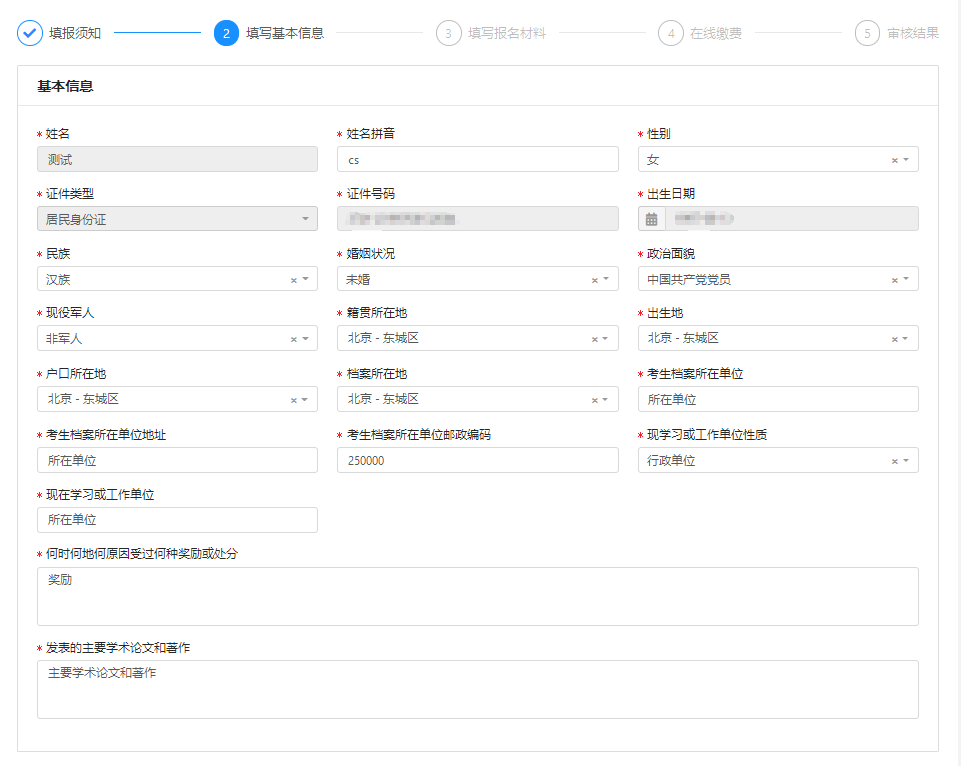 填报须知 2 填写基本信息 3 填写报名材料 4 在线缴费 5 审核结果
基本信息
* 姓名 * 姓名拼音 * 性别
测试 cs 女
* 证件类型 * 证件号码 * 出生日期
居民身份证
* 民族 * 婚姻状况 * 政治面貌
汉族 未婚 中国共产党党员
* 现役军人 * 籍贯所在地 * 出生地
非军人 北京 - 东城区 北京 - 东城区
* 户口所在地 * 档案所在地 * 考生档案所在单位
北京 - 东城区 北京 - 东城区 所在单位
* 考生档案所在单位地址 * 考生档案所在单位邮政编码 * 现学习或工作单位性质
所在单位 250000 行政单位
* 现在学习或工作单位
所在单位
* 何时何地何原因受过何种奖励或处分
奖励
* 发表的主要学术论文和著作
主要学术论文和著作